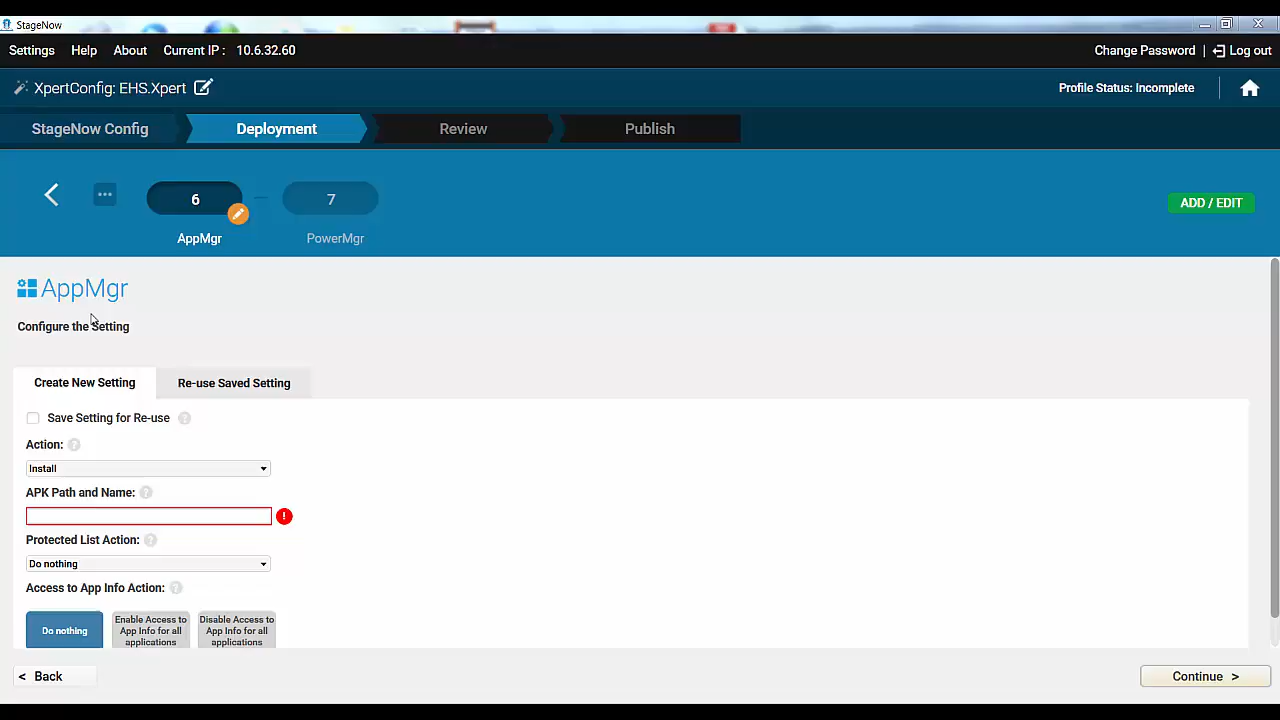 StageNow
Settings Help About Current IP : 10.6.32.60 Change Password | Log out
XpertConfig: EHS.Xpert Profile Status: Incomplete
StageNow Config Deployment Review Publish
6 7 ADD / EDIT
AppMgr PowerMgr
AppMgr
Configure the Setting
Create New Setting Re-use Saved Setting
Save Setting for Re-use ?
Action: ?
Install
APK Path and Name: ?
!
Protected List Action: ?
Do nothing
Access to App Info Action: ?
Do nothing
Enable Access to
App Info for all
applications
Disable Access to
App Info for all
applications
< Back Continue >